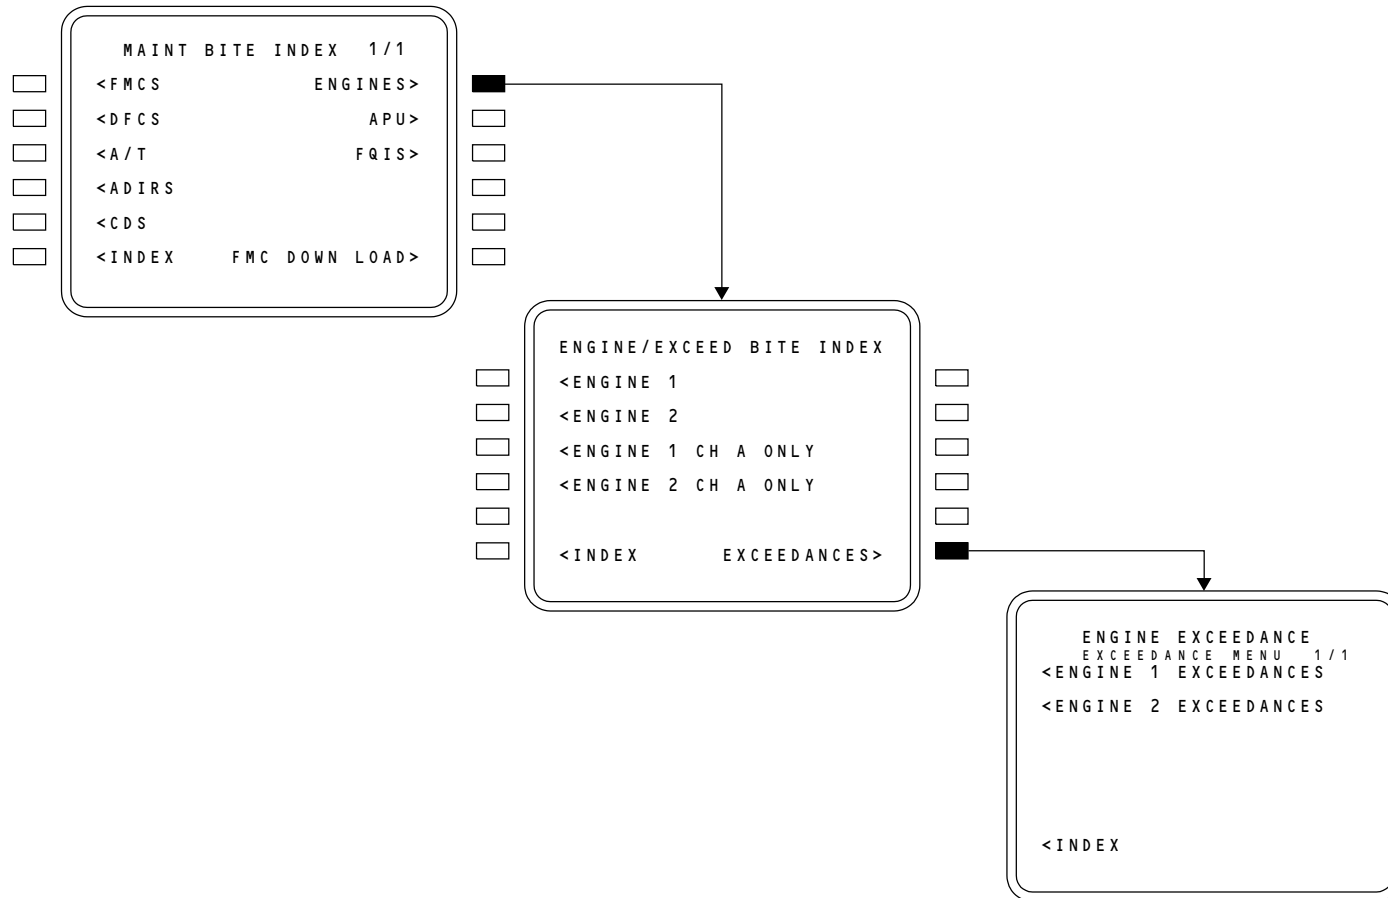 MAINT BITE INDEX 1/1
<FMCS ENGINES>
<DFCS APU>
<A/T FQIS>
<ADIRS
<CDS
<INDEX FMC DOWN LOAD>
ENGINE/EXCEED BITE INDEX
<ENGINE 1
<ENGINE 2
<ENGINE 1 CH A ONLY
<ENGINE 2 CH A ONLY
<INDEX EXCEEDANCES>
ENGINE EXCEEDANCE
EXCEEDANCE MENU 1/1
<ENGINE 1 EXCEEDANCES
<ENGINE 2 EXCEEDANCES
<INDEX